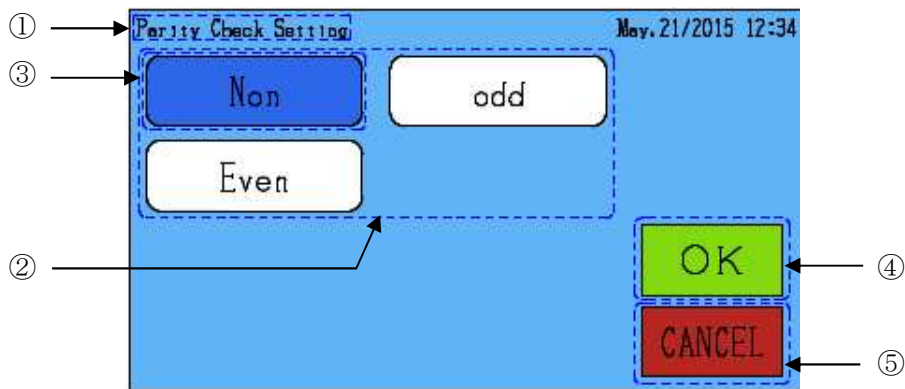 ① Parity Check Setting May.21/2015 12:34
③ Non odd
Even
② OK ④
CANCEL ⑤